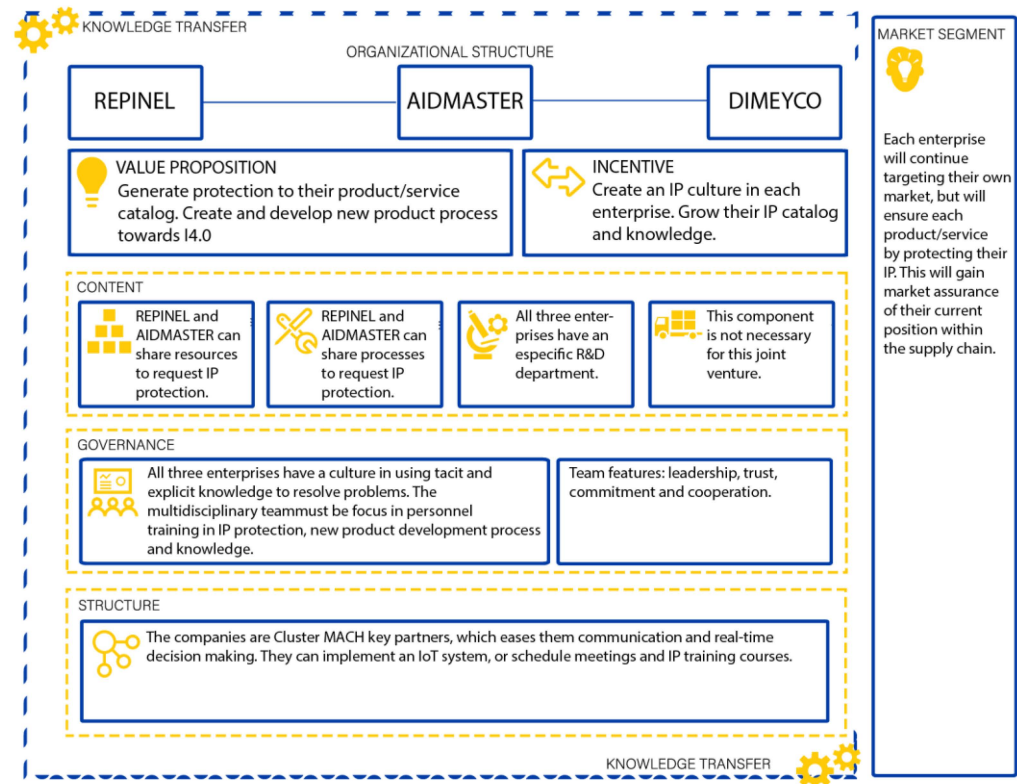 KNOWLEDGE TRANSFER
ORGANIZATIONAL STRUCTURE
REPINEL
AIDMASTER
DIMEYCO
VALUE PROPOSITION
Generate protection to their product/service
catalog. Create and develop new product process
towards I4.0
INCENTIVE
Create an IP culture in each
enterprise. Grow their IP catalog
and knowledge.
CONTENT
REPINEL and
AIDMASTER can
share resources
to request IP
protection.
REPINEL and
AIDMASTER can
share processes
to request IP
protection.
All three enter-
prises have an
especific R&D
department.
This component
is not necessary
for this joint
venture.
GOVERNANCE
All three enterprises have a culture in using tacit and
explicit knowledge to resolve problems. The
multidisciplinary teammust be focus in personnel
training in IP protection, new product development process
and knowledge.
Team features: leadership, trust,
commitment and cooperation.
STRUCTURE
The companies are Cluster MACH key partners, which eases them communication and real-time
decision making. They can implement an IoT system, or schedule meetings and IP training courses.
KNOWLEDGE TRANSFER
MARKET SEGMENT
Each enterprise
will continue
targeting their own
market, but will
ensure each
product/service
by protecting their
IP. This will gain
market assurance
of their current
position within
the supply chain.